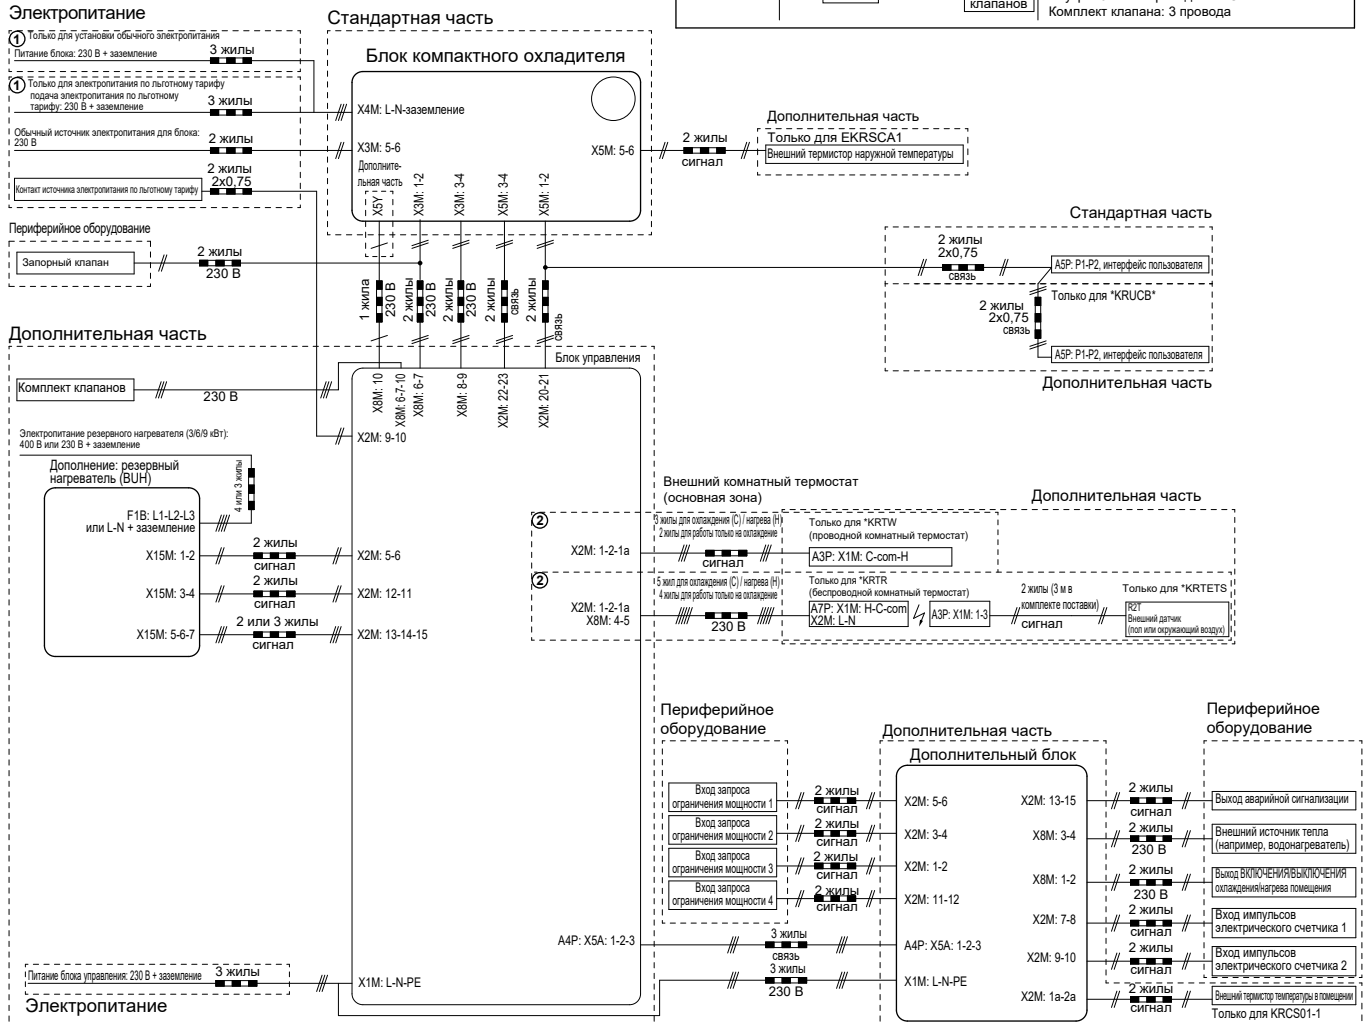 клапанов
Комплект клапана: 3 провода
Электропитание
① Только для установки обычного электропитания
Питание блока: 230 В + заземление
3 жилы
① Только для электропитания по льготному тарифу
подача электропитания по льготному
тарифу: 230 В + заземление
3 жилы
Обычный источник электропитания для блока:
230 В
2 жилы
Контакт источника электропитания по льготному тарифу
2 жилы
2x0,75
Периферийное оборудование
Запорный клапан
2 жилы
230 В
Стандартная часть
Блок компактного охладителя
X4M: L-N-заземление
X3M: 5-6
Дополните-
льная часть
X5Y
X3M: 1-2
X3M: 3-4
X5M: 3-4
X5M: 1-2
X5M: 5-6
2 жилы
сигнал
Дополнительная часть
Только для EKRSCA1
Внешний термистор наружной температуры
1 жила
230 В
2 жилы
230 В
2 жилы
230 В
2 жилы
связь
2 жилы
связь
Стандартная часть
2 жилы
2x0,75
связь
A5P: P1-P2, интерфейс пользователя
Только для *KRUCB*
2 жилы
2x0,75
связь
A5P: P1-P2, интерфейс пользователя
Дополнительная часть
Дополнительная часть
Блок управления
Комплект клапанов
230 В
X8M: 10
X8M: 6-7-10
X8M: 6-7
X8M: 8-9
X2M: 22-23
X2M: 20-21
X2M: 9-10
Электропитание резервного нагревателя (3/6/9 кВт):
400 В или 230 В + заземление
Дополнение: резервный
нагреватель (BUH)
4 или 3 жилы
F1B: L1-L2-L3
или L-N + заземление
X15M: 1-2
2 жилы
сигнал
X2M: 5-6
X15M: 3-4
2 жилы
сигнал
X2M: 12-11
X15M: 5-6-7
2 или 3 жилы
сигнал
X2M: 13-14-15
Внешний комнатный термостат
(основная зона)
Дополнительная часть
②
X2M: 1-2-1a
3 жилы для охлаждения (C) / нагрева (H)
2 жилы для работы только на охлаждение
сигнал
Только для *KRTW
(проводной комнатный термостат)
A3P: X1M: C-com-H
②
X2M: 1-2-1a
X8M: 4-5
5 жил для охлаждения (C) / нагрева (H)
4 жилы для работы только на охлаждение
230 В
Только для *KRTR
(беспроводной комнатный термостат)
A7P: X1M: H-C-com
X2M: L-N
A3P: X1M: 1-3
2 жилы (3 м в
комплекте поставки)
сигнал
Только для *KRTETS
R2T
Внешний датчик
(пол или окружающий воздух)
Периферийное
оборудование
Вход запроса
ограничения мощности 1
2 жилы
сигнал
Вход запроса
ограничения мощности 2
2 жилы
сигнал
Вход запроса
ограничения мощности 3
2 жилы
сигнал
Вход запроса
ограничения мощности 4
2 жилы
сигнал
Дополнительная часть
Дополнительный блок
X2M: 5-6
X2M: 3-4
X2M: 1-2
X2M: 11-12
A4P: X5A: 1-2-3
X1M: L-N-PE
X2M: 13-15
X8M: 3-4
X8M: 1-2
X2M: 7-8
X2M: 9-10
X2M: 1a-2a
Периферийное
оборудование
2 жилы
сигнал
Выход аварийной сигнализации
2 жилы
230 В
Внешний источник тепла
(например, водонагреватель)
2 жилы
230 В
Выход ВКЛЮЧЕНИЯ/ВЫКЛЮЧЕНИЯ
охлаждения/нагрева помещения
2 жилы
сигнал
Вход импульсов
электрического счетчика 1
2 жилы
сигнал
Вход импульсов
электрического счетчика 2
2 жилы
сигнал
Внешний термистор температуры в помещении
Только для KRCS01-1
A4P: X5A: 1-2-3
3 жилы
связь
3 жилы
230 В
Питание блока управления: 230 В + заземление
3 жилы
X1M: L-N-PE
Электропитание